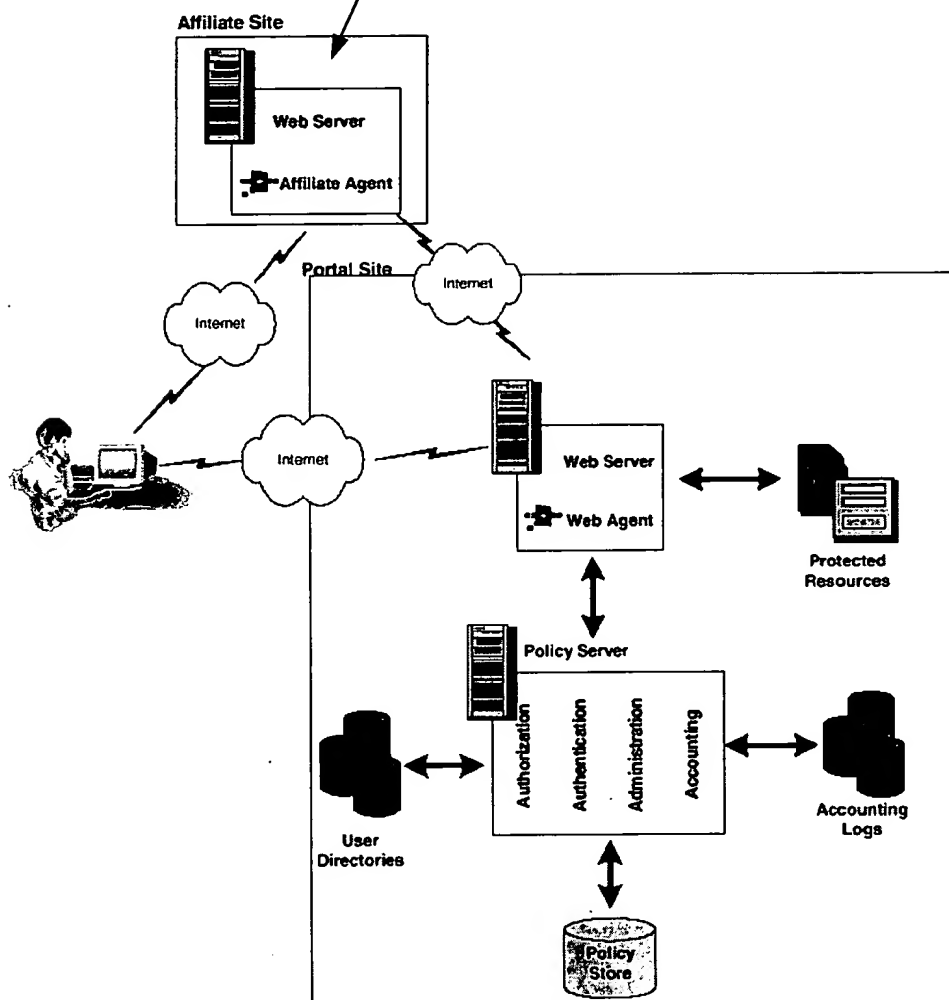 Affiliate Site
Web Server
Affiliate Agent
Portal Site
Internet
Internet
Internet
Web Server
Web Agent
Protected
Resources
Policy Server
Authorization
Authentication
Administration
Accounting
User
Directories
Accounting
Logs
Policy
Store